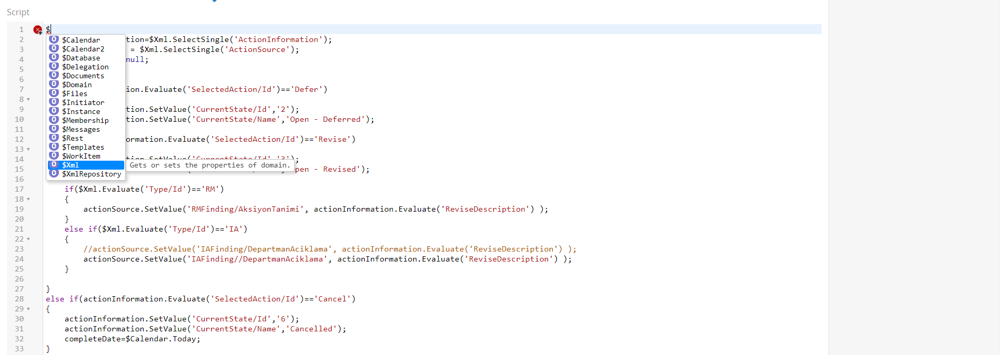 Script
1 $
2 tion=$Xml.SelectSingle('ActionInformation');
3 = $Xml.SelectSingle('ActionSource');
4 null;
5
6
7 ion.Evaluate('SelectedAction/Id')=='Defer')
8
9 tion.SetValue('CurrentState/Id','2');
10 tion.SetValue('CurrentState/Name','Open - Deferred');
11
12 ormation.Evaluate('SelectedAction/Id')=='Revise')
13
14 tion.SetValue('CurrentState/Id','3');
15 pen - Revised');
16
17 if($Xml.Evaluate('Type/Id')=='RM')
18 {
19 actionSource.SetValue('RMFinding/AksiyonTanimi', actionInformation.Evaluate('ReviseDescription') );
20 }
21 else if($Xml.Evaluate('Type/Id')=='IA')
22 {
23 //actionSource.SetValue('IAFinding/DepartmanAciklama', actionInformation.Evaluate('ReviseDescription') );
24 actionSource.SetValue('IAFinding//DepartmanAciklama', actionInformation.Evaluate('ReviseDescription') );
25 }
26
27 }
28 else if(actionInformation.Evaluate('SelectedAction/Id')=='Cancel')
29 {
30 actionInformation.SetValue('CurrentState/Id','6');
31 actionInformation.SetValue('CurrentState/Name','Cancelled');
32 completeDate=$Calendar.Today;
33 }
O $Calendar
O $Calendar2
O $Database
O $Delegation
O $Documents
O $Domain
O $Files
O $Initiator
O $Instance
O $Membership
O $Messages
O $Rest
O $Templates
O $WorkItem
O $Xml
O $XmlRepository
Gets or sets the properties of domain.